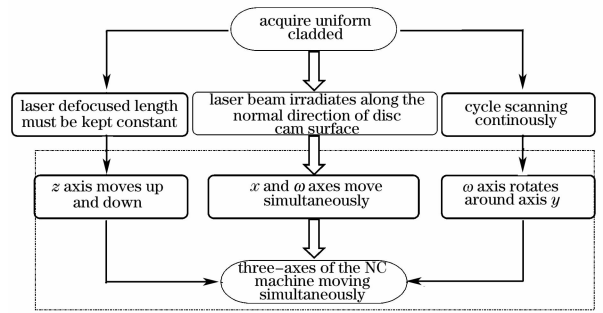 acquire uniform
cladded
laser defocused length
must be kept constant
laser beam irradiates along the
normal direction of disc
cam surface
cycle scanning
continously
z axis moves up
and down
x and ω axes move
simultaneously
ω axis rotates
around axis y
three-axes of the NC
machine moving
simultaneously